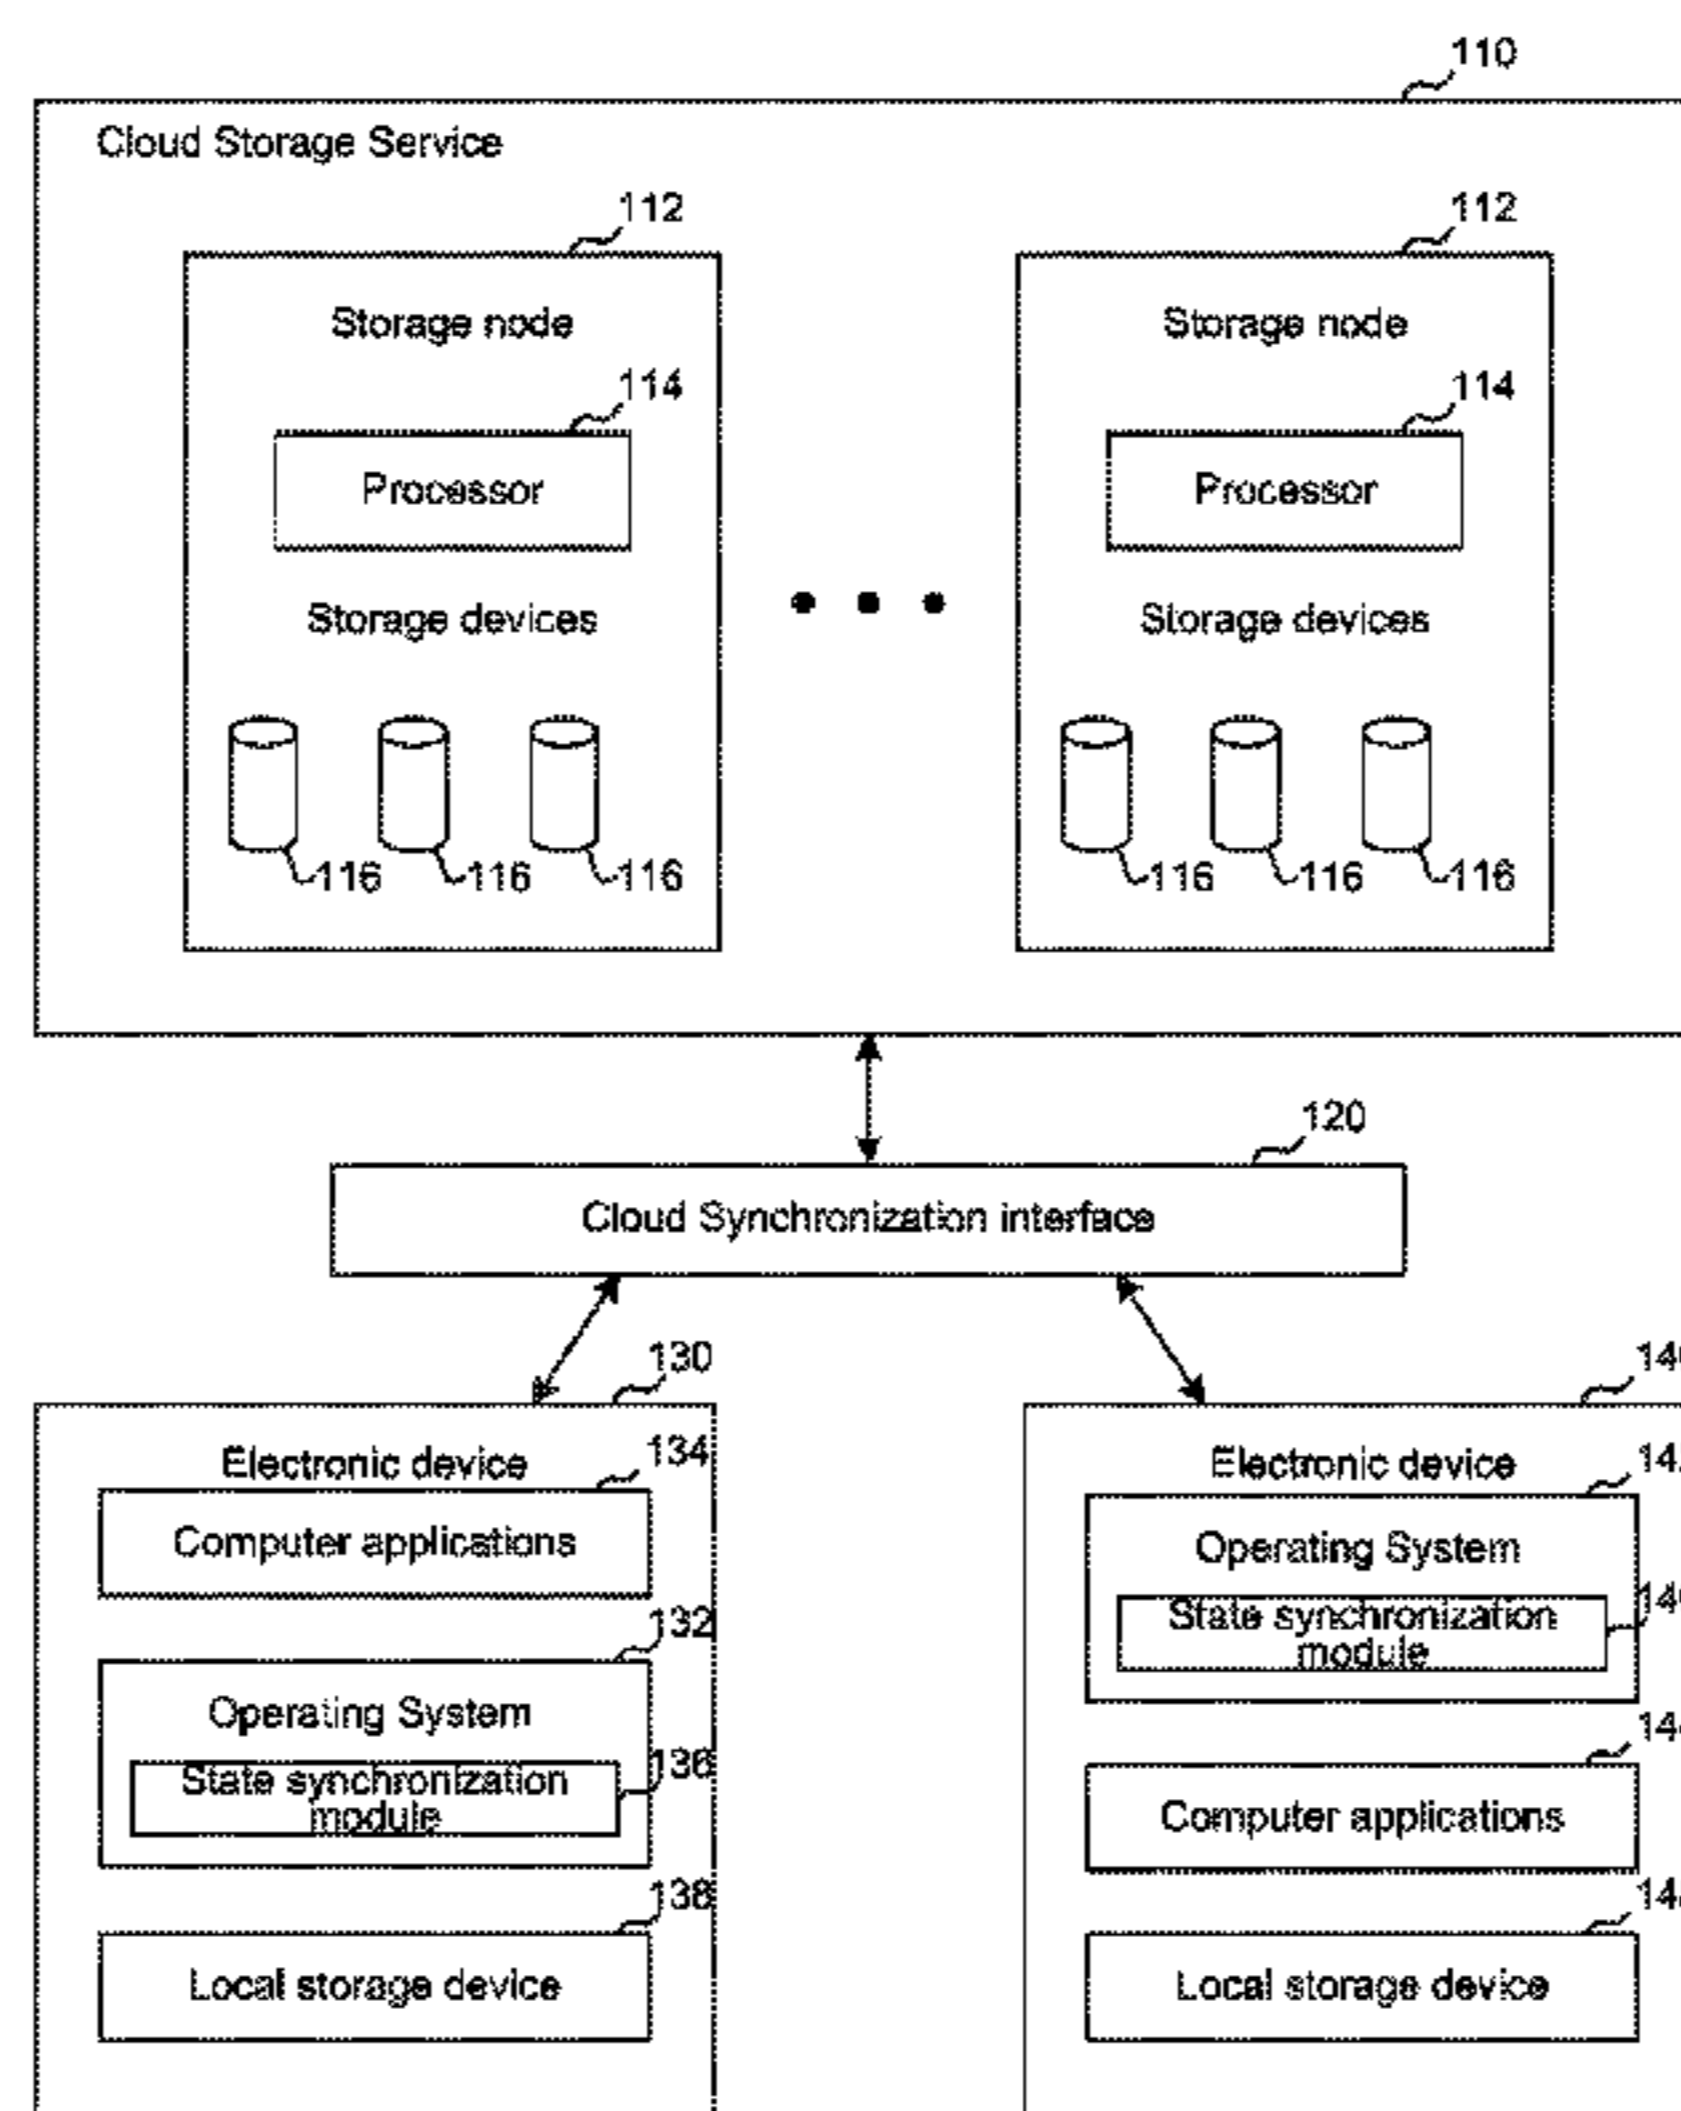 110
Cloud Storage Service
112
112
Storage node
Storage node
114
114
Processor
Processor
Storage devices
Storage devices
116
116
116
116
116
116
120
Cloud Synchronization interface
130
Electronic device
134
Computer applications
132
Operating System
136
State synchronization
module
138
Local storage device
Electronic device
Operating System
State synchronization
module
Computer applications
Local storage device